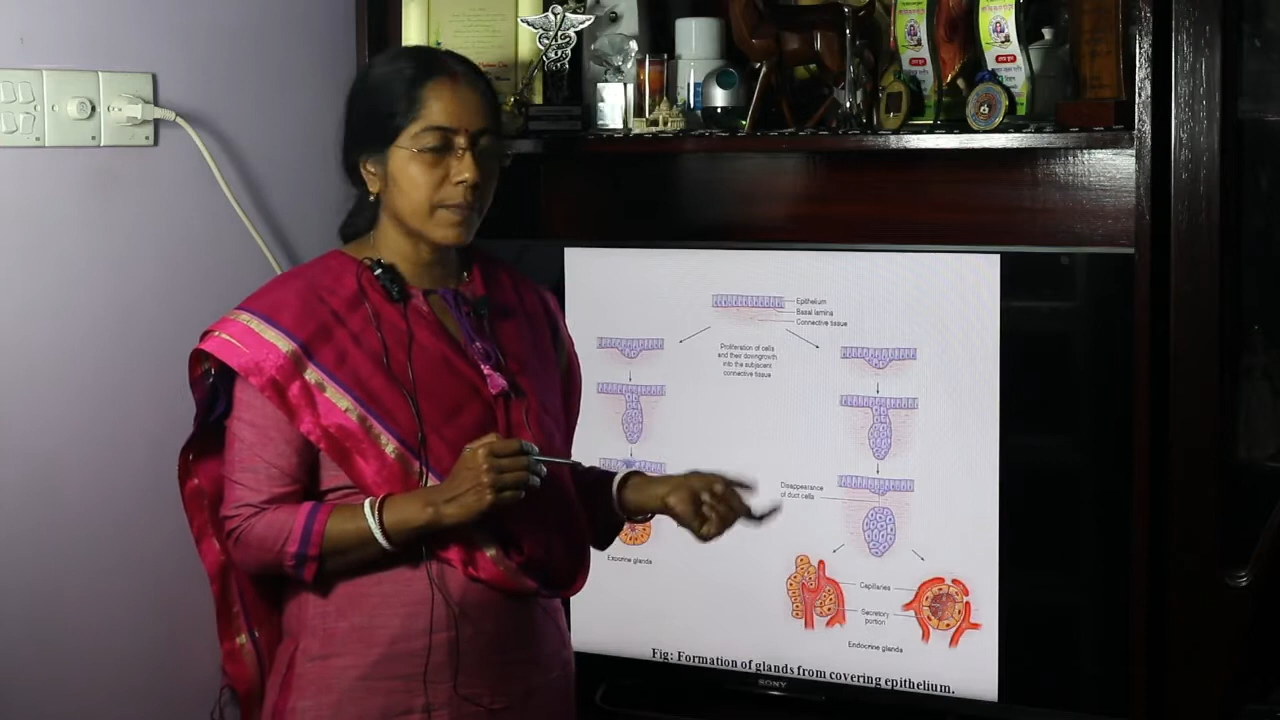 Epithelium
Basal lamina
Connective tissue
Proliferation of cells
and their downgrowth
into the subjacent
connective tissue
Disappearance
of duct cells
Exocrine glands
Capillaries
Secretory
portion
Endocrine glands
Fig: Formation of glands from covering epithelium.
SONY